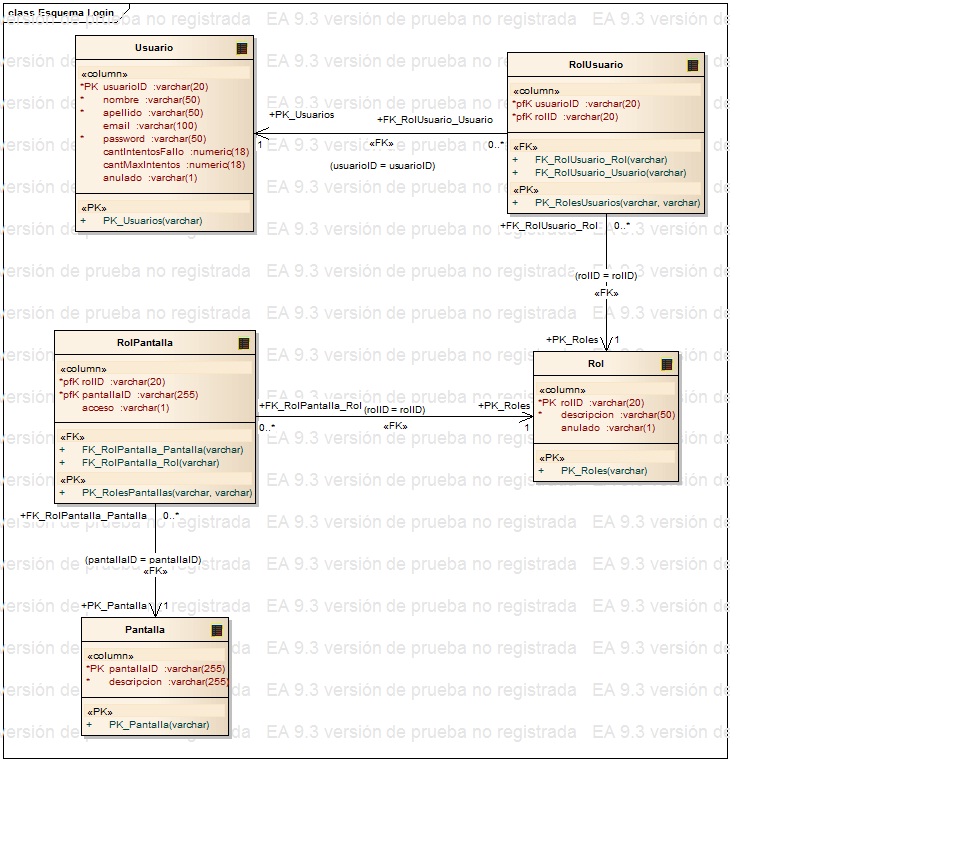 class Esquema Login
Usuario
«column»
*PK usuarioID :varchar(20)
* nombre :varchar(50)
* apellido :varchar(50)
email :varchar(100)
* password :varchar(50)
cantIntentosFallo :numeric(18)
cantMaxIntentos :numeric(18)
anulado :varchar(1)
«PK»
+ PK_Usuarios(varchar)
+PK_Usuarios
1
+FK_RolUsuario_Usuario
«FK»
0..*
(usuarioID = usuarioID)
RolUsuario
«column»
*pfK usuarioID :varchar(20)
*pfK rolID :varchar(20)
«FK»
+ FK_RolUsuario_Rol(varchar)
+ FK_RolUsuario_Usuario(varchar)
«PK»
+ PK_RolesUsuarios(varchar, varchar)
+FK_RolUsuario_Rol 0..*
(rolID = rolID)
«FK»
+PK_Roles 1
RolPantalla
«column»
*pfK rolID :varchar(20)
*pfK pantallaID :varchar(255)
acceso :varchar(1)
«FK»
+ FK_RolPantalla_Pantalla(varchar)
+ FK_RolPantalla_Rol(varchar)
«PK»
+ PK_RolesPantallas(varchar, varchar)
+FK_RolPantalla_Rol (rolID = rolID) +PK_Roles
0..* «FK» 1
Rol
«column»
*PK rolID :varchar(20)
* descripcion :varchar(50)
anulado :varchar(1)
«PK»
+ PK_Roles(varchar)
+FK_RolPantalla_Pantalla 0..*
(pantallaID = pantallaID)
«FK»
+PK_Pantalla 1
Pantalla
«column»
*PK pantallaID :varchar(255)
* descripcion :varchar(255)
«PK»
+ PK_Pantalla(varchar)
EA 9.3 versión de prueba no registrada